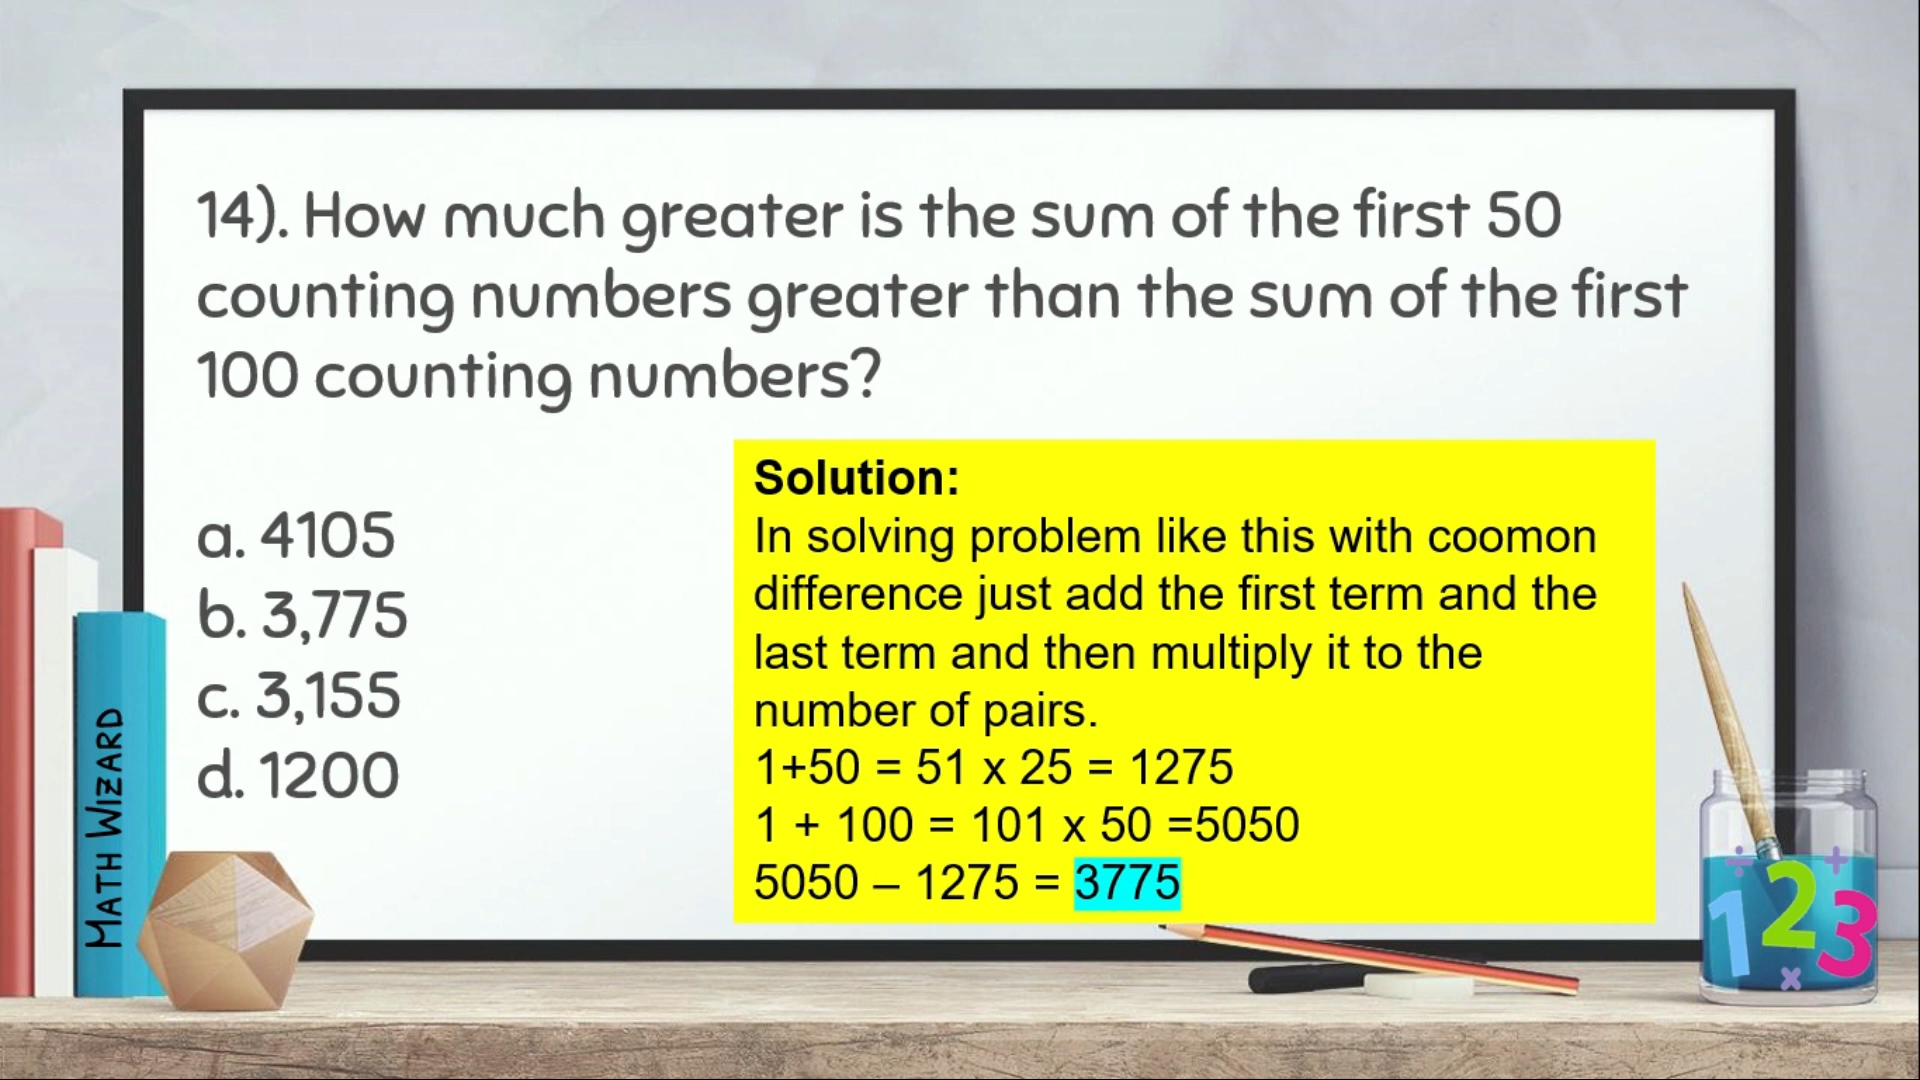 14). How much greater is the sum of the first 50
counting numbers greater than the sum of the first
100 counting numbers?
a. 4105
b. 3,775
c. 3,155
d. 1200
Solution:
In solving problem like this with coomon
difference just add the first term and the
last term and then multiply it to the
number of pairs.
1+50 = 51 x 25 = 1275
1 + 100 = 101 x 50 =5050
5050 – 1275 = 3775
MATH WIZARD
÷ +
123
x